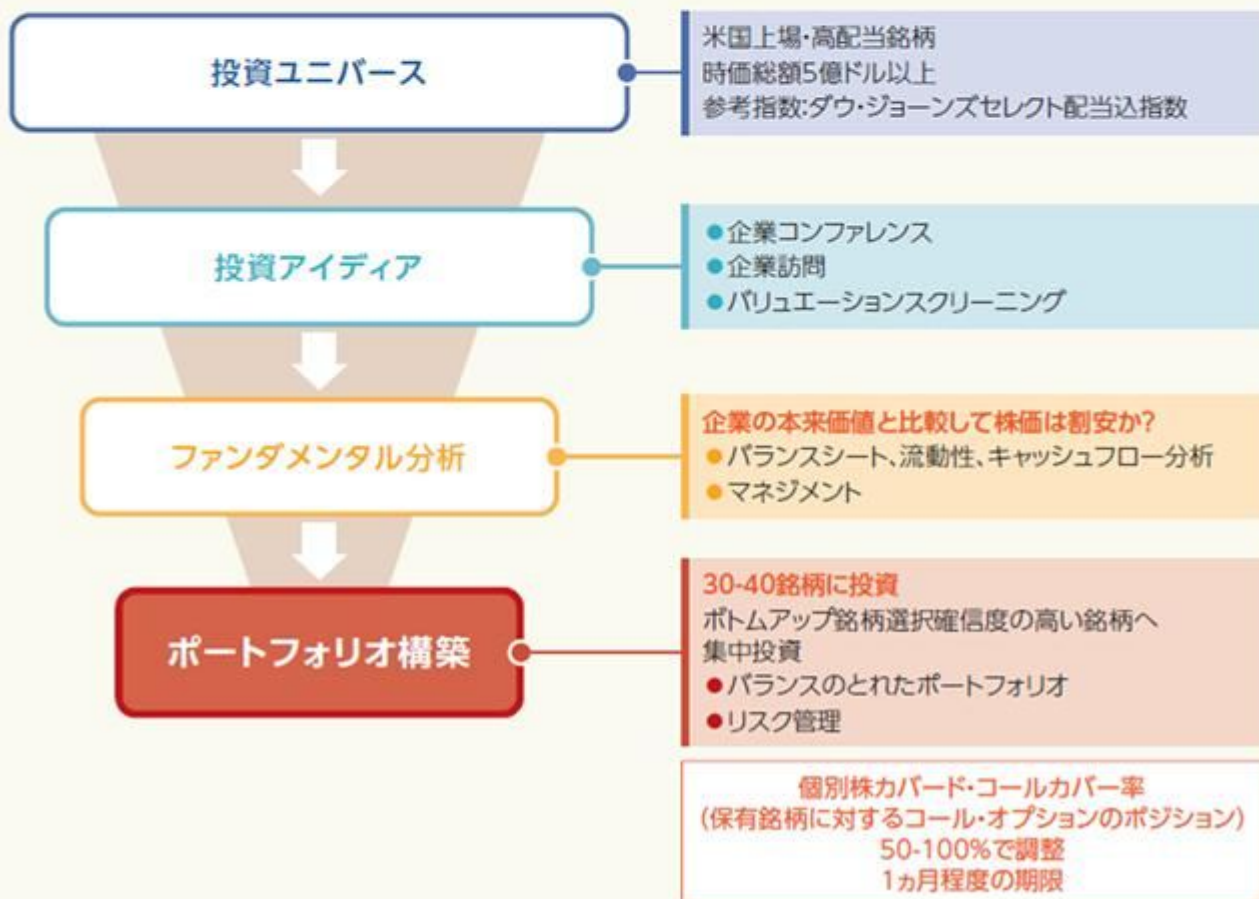 投資ユニバース
米国上場・高配当銘柄
時価総額5億ドル以上
参考指数:ダウ・ジョーンズセレクト配当込指数
投資アイディア
●企業コンファレンス
●企業訪問
●バリュエーションスクリーニング
ファンダメンタル分析
企業の本来価値と比較して株価は割安か?
●バランスシート、流動性、キャッシュフロー分析
●マネジメント
ポートフォリオ構築
30-40銘柄に投資
ボトムアップ銘柄選択確信度の高い銘柄へ
集中投資
●バランスのとれたポートフォリオ
●リスク管理
個別株カバード・コールカバー率
(保有銘柄に対するコール・オプションのポジション)
50-100%で調整
1ヵ月程度の期限